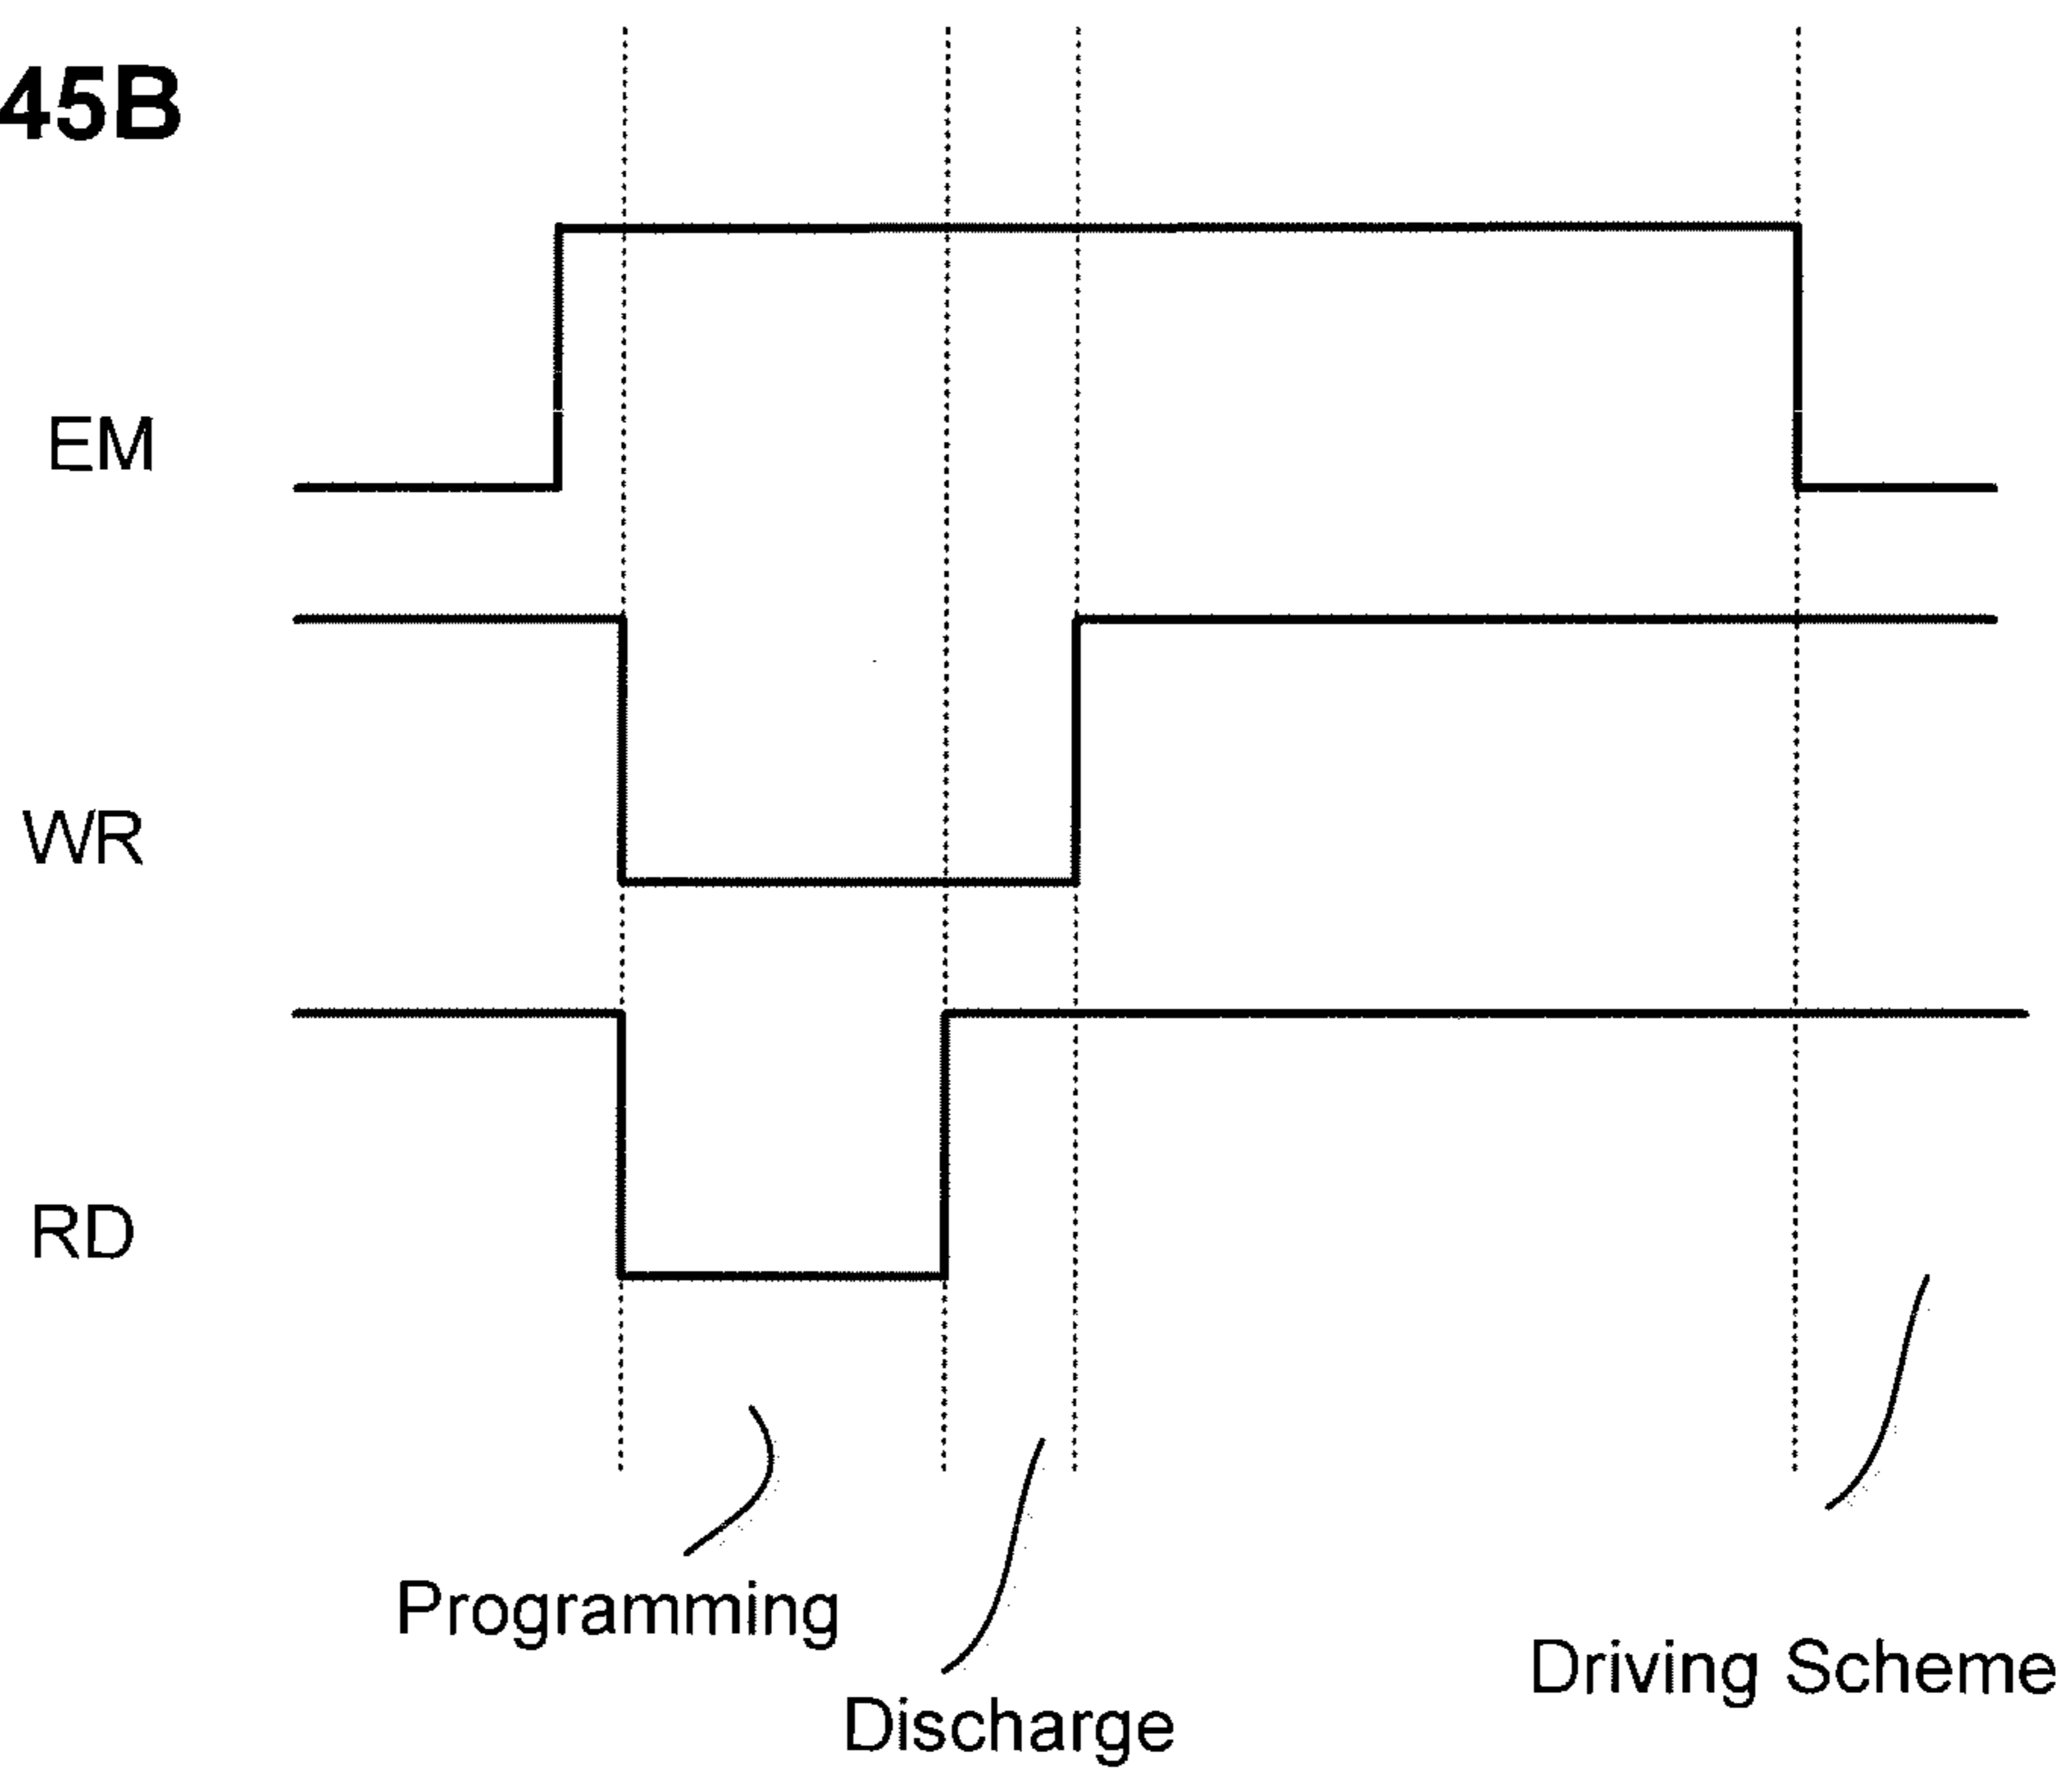 45B
EM
WR
RD
Programming
Discharge
Driving Scheme